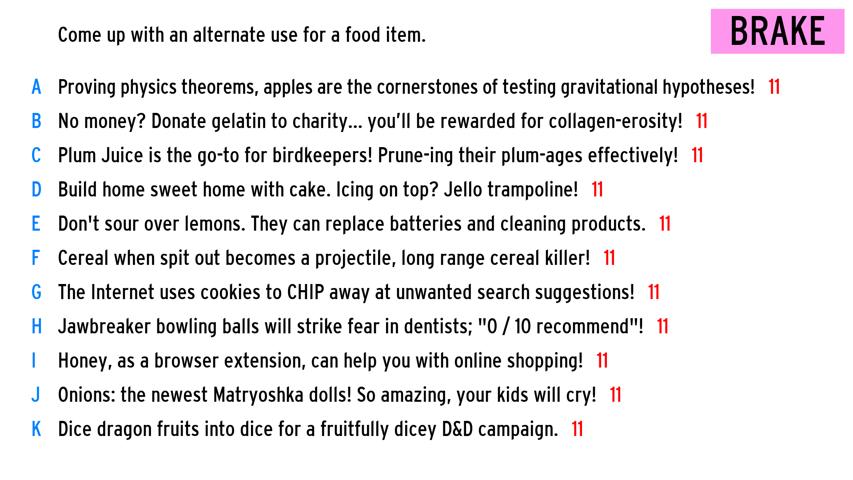 Come up with an alternate use for a food item.
BRAKE
A Proving physics theorems, apples are the cornerstones of testing gravitational hypotheses! 11
B No money? Donate gelatin to charity... you'll be rewarded for collagen-erosity! 11
C Plum Juice is the go-to for birdkeepers! Prune-ing their plum-ages effectively! 11
D Build home sweet home with cake. Icing on top? Jello trampoline! 11
E Don't sour over lemons. They can replace batteries and cleaning products. 11
F Cereal when spit out becomes a projectile, long range cereal killer! 11
G The Internet uses cookies to CHIP away at unwanted search suggestions! 11
H Jawbreaker bowling balls will strike fear in dentists; "0 / 10 recommend"! 11
I Honey, as a browser extension, can help you with online shopping! 11
J Onions: the newest Matryoshka dolls! So amazing, your kids will cry! 11
K Dice dragon fruits into dice for a fruitfully dicey D&D campaign. 11